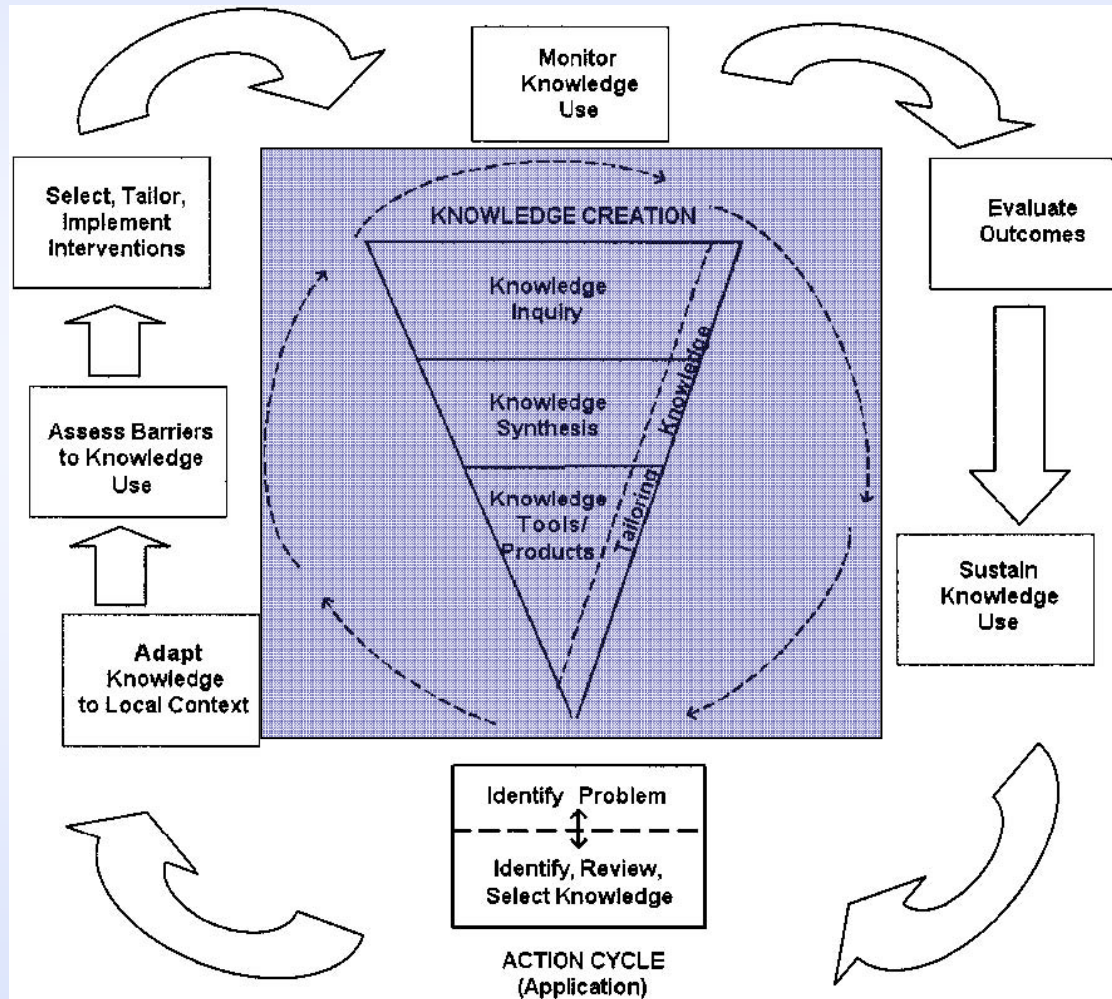 Monitor
Knowledge
Use
Select, Tailor,
Implement
Interventions
Evaluate
Outcomes
KNOWLEDGE CREATION
Knowledge
Inquiry
Knowledge
Synthesis
Knowledge
Tools/
Products
Tailoring Knowledge
Assess Barriers
to Knowledge
Use
Adapt
Knowledge
to Local Context
Sustain
Knowledge
Use
Identify Problem
Identify, Review,
Select Knowledge
ACTION CYCLE
(Application)